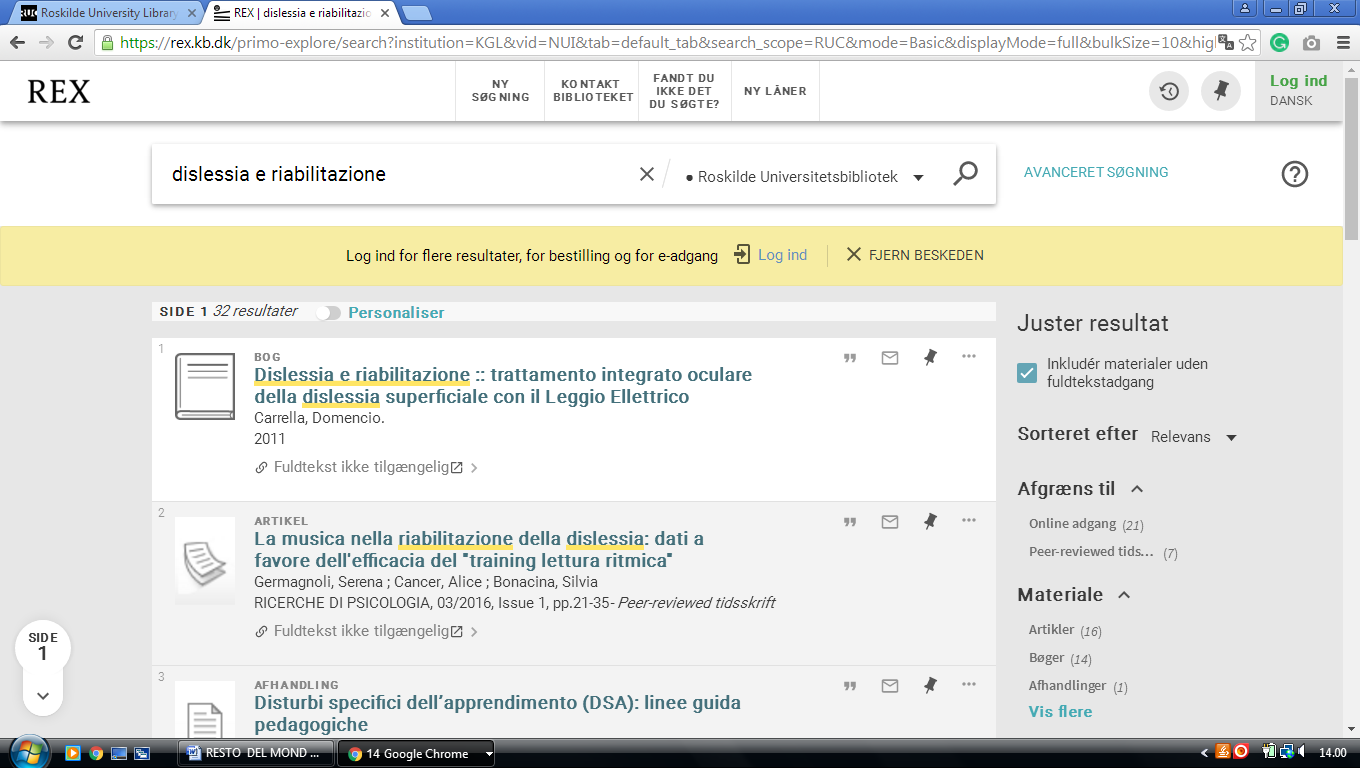 RUC Roskilde University Library
REX | dislessia e riabilitazio
https://rex.kb.dk/primo-explore/search?institution=KGL&vid=NUI&tab=default_tab&search_scope=RUC&mode=Basic&displayMode=full&bulkSize=10&hig
REX
NY SØGNING
KONTAKT BIBLIOTEKET
FANDT DU IKKE DET DU SØGTE?
NY LÅNER
Log ind
DANSK
dislessia e riabilitazione
• Roskilde Universitetsbibliotek
AVANCERET SØGNING
Log ind for flere resultater, for bestilling og for e-adgang Log ind FJERN BESKEDEN
SIDE 1 32 resultater Personaliser
1
BOG
Dislessia e riabilitazione :: trattamento integrato oculare
della dislessia superficiale con il Leggio Ellettrico
Carrella, Domencio.
2011
Fuldtekst ikke tilgængelig
2
ARTIKEL
La musica nella riabilitazione della dislessia: dati a
favore dell'efficacia del "training lettura ritmica"
Germagnoli, Serena ; Cancer, Alice ; Bonacina, Silvia
RICERCHE DI PSICOLOGIA, 03/2016, Issue 1, pp.21-35- Peer-reviewed tidsskrift
Fuldtekst ikke tilgængelig
3
AFHANDLING
Disturbi specifici dell’apprendimento (DSA): linee guida
pedagogiche
Juster resultat
Inkludér materialer uden
fuldtekstadgang
Sorteret efter Relevans
Afgræns til
Online adgang (21)
Peer-reviewed tids... (7)
Materiale
Artikler (16)
Bøger (14)
Afhandlinger (1)
Vis flere
SIDE
1
RESTO DEL MOND ...
14 Google Chrome
14.00